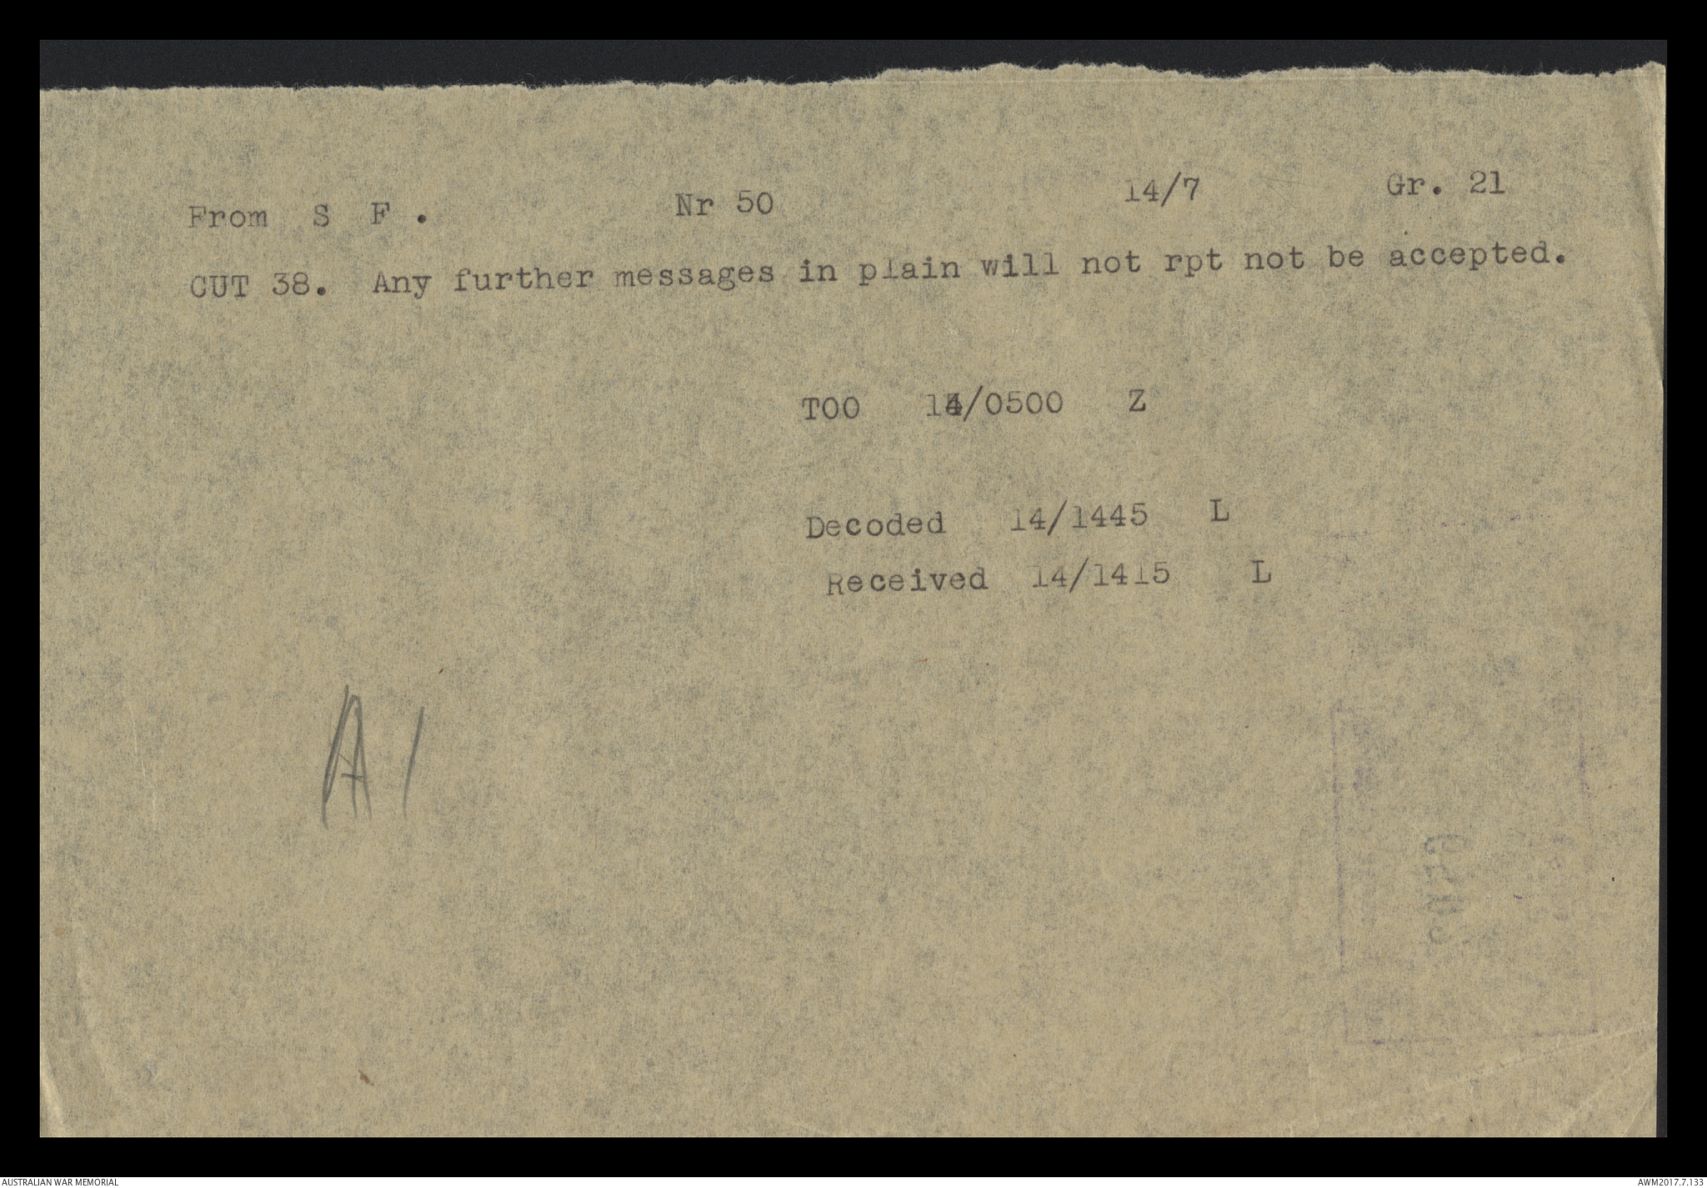 From S F . Nr 50 14/7 Gr. 21
CUT 38. Any further messages in plain will not rpt not be accepted.
TOO 14/0500 Z
Decoded 14/1445 L
Received 14/1415 L
A1
AUSTRALIAN WAR MEMORIAL AWM2017.7.133